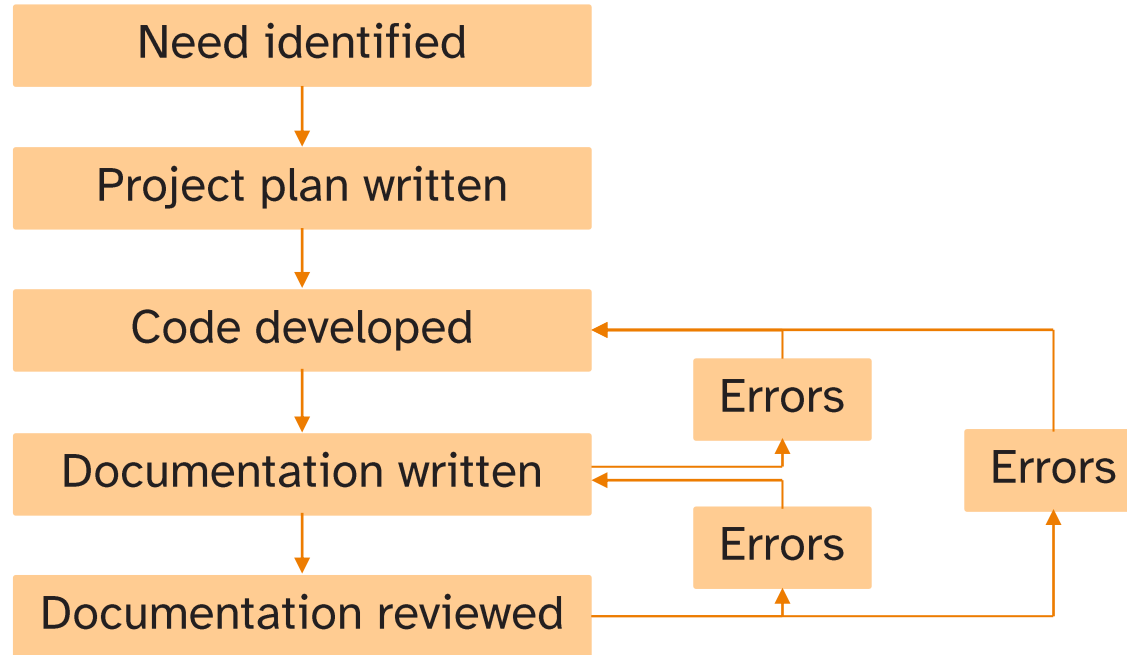 Need identified
Project plan written
Code developed
Errors
Documentation written
Errors
Errors
Documentation reviewed